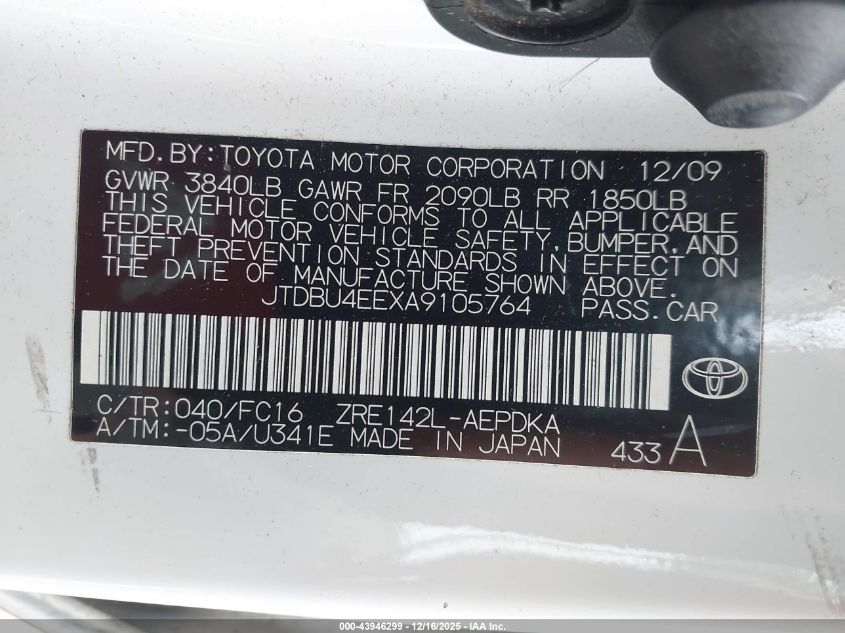 MFD.BY:TOYOTA MOTOR CORPORATION 12/09
GVWR 3840LB GAWR FR 2090LB RR 1850LB
THIS VEHICLE CONFORMS TO ALL APPLICABLE
FEDERAL MOTOR VEHICLE SAFETY,BUMPER,AND
THEFT PREVENTION STANDARDS IN EFFECT ON
THE DATE OF MANUFACTURE SHOWN ABOVE.
JTDBU4EEXA9105764 PASS.CAR
C/TR:040/FC16 ZRE142L-AEPDKA
A/TM:-05A/U341E MADE IN JAPAN 433 A
000-43946299 - 12/16/2025 - IAA Inc.